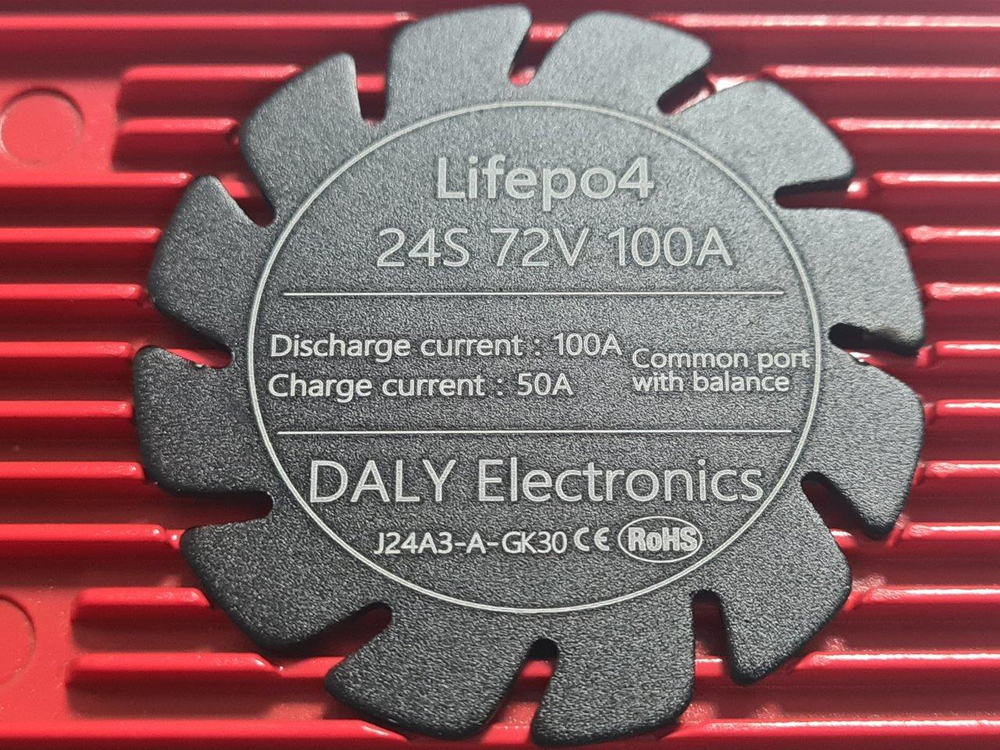 Lifepo4
24S 72V 100A
Discharge current : 100A
Charge current : 50A
Common port
with balance
DALY Electronics
J24A3-A-GK30 CE RoHS